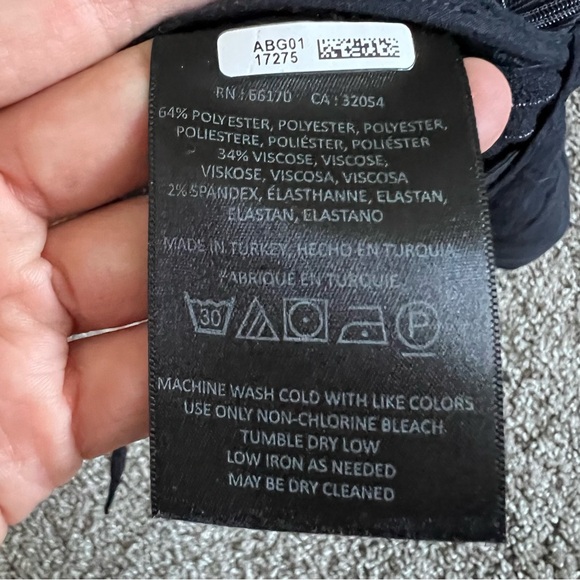 ABG01
17275
RN : 66170 CA : 32054
64% POLYESTER, POLYESTER, POLYESTER,
POLIESTERE, POLIÉSTER, POLIÉSTER
34% VISCOSE, VISCOSE,
VISKOSE, VISCOSA, VISCOSA
2% SPANDEX, ÉLASTHANNE, ELASTAN,
ELASTAN, ELASTANO
MADE IN TURKEY, HECHO EN TURQUIA
FABRIQUE EN TURQUIE
30 P
MACHINE WASH COLD WITH LIKE COLORS
USE ONLY NON-CHLORINE BLEACH
TUMBLE DRY LOW
LOW IRON AS NEEDED
MAY BE DRY CLEANED